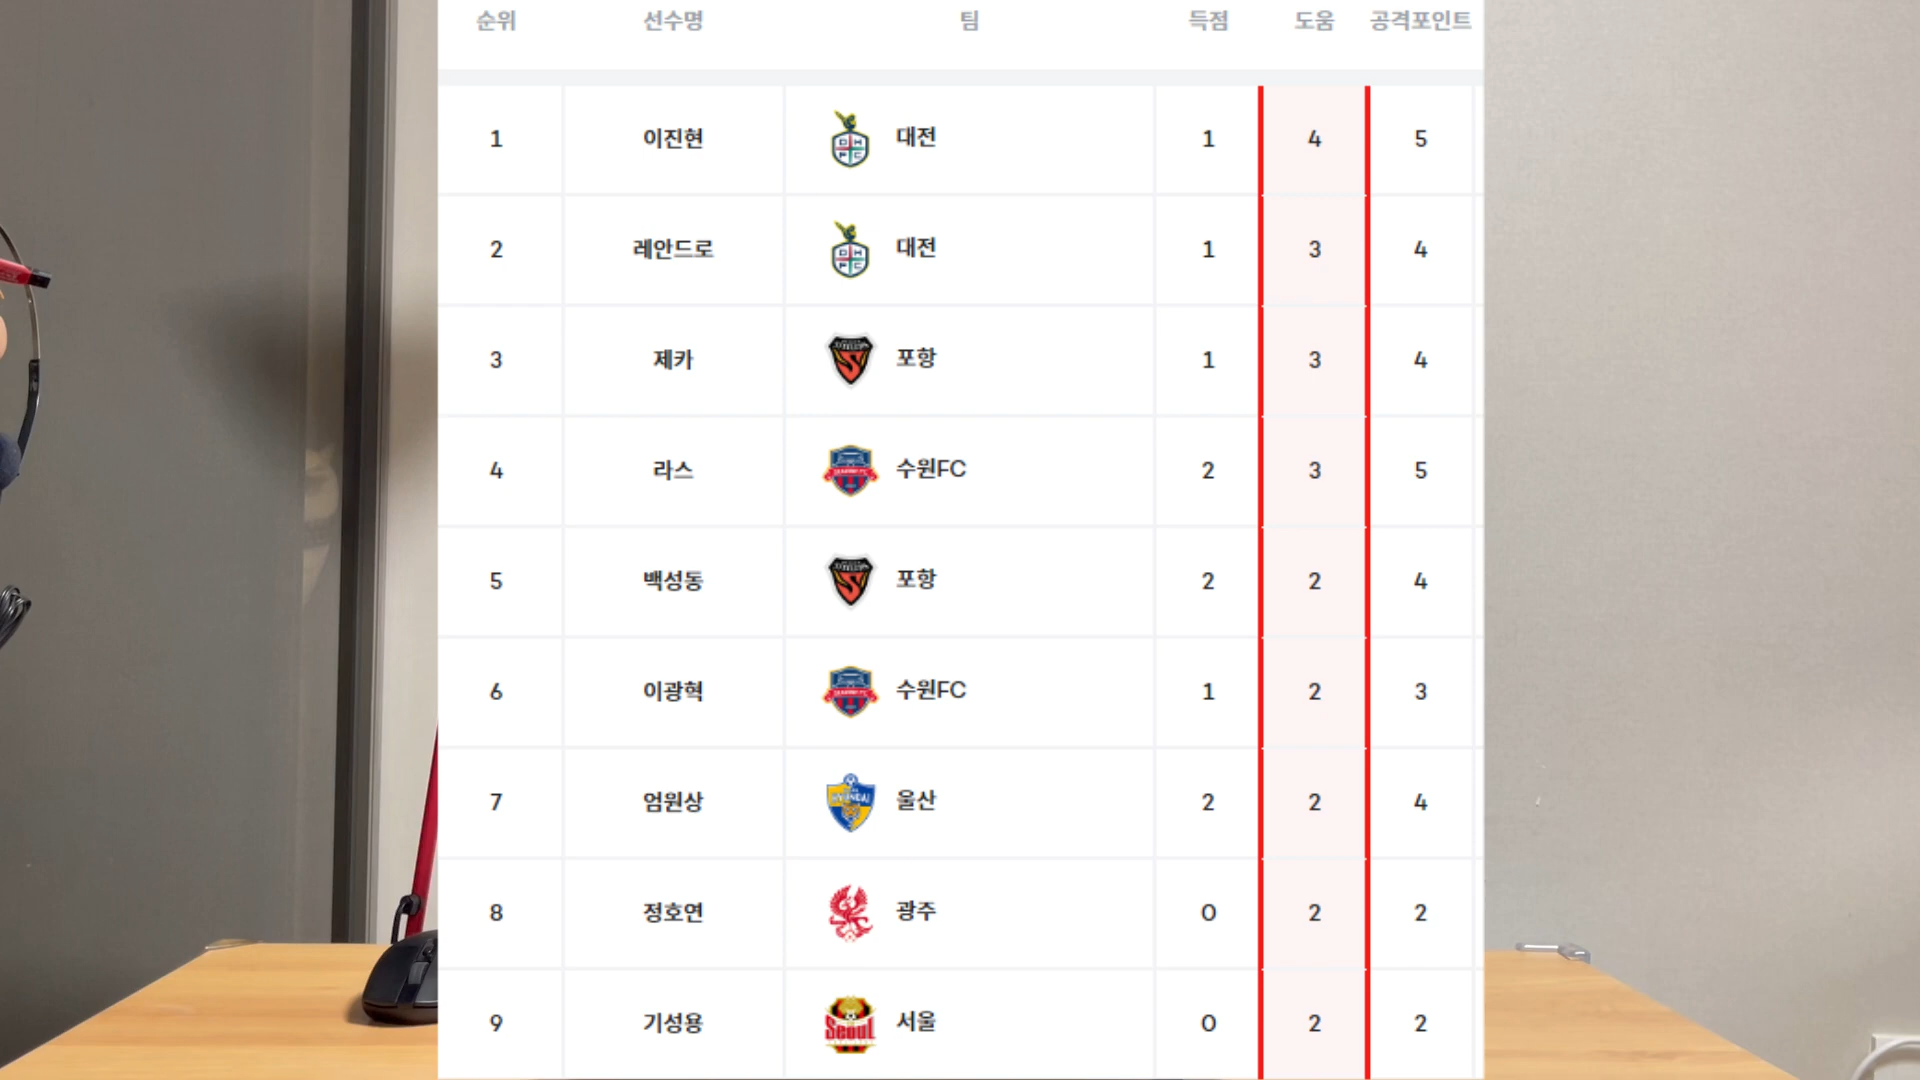 순위 선수명 팀 득점 도움 공격포인트
1 이진현 대전 1 4 5
2 레안드로 대전 1 3 4
3 제카 포항 1 3 4
4 라스 수원FC 2 3 5
5 백성동 포항 2 2 4
6 이광혁 수원FC 1 2 3
7 엄원상 울산 2 2 4
8 정호연 광주 0 2 2
9 기성용 서울 0 2 2